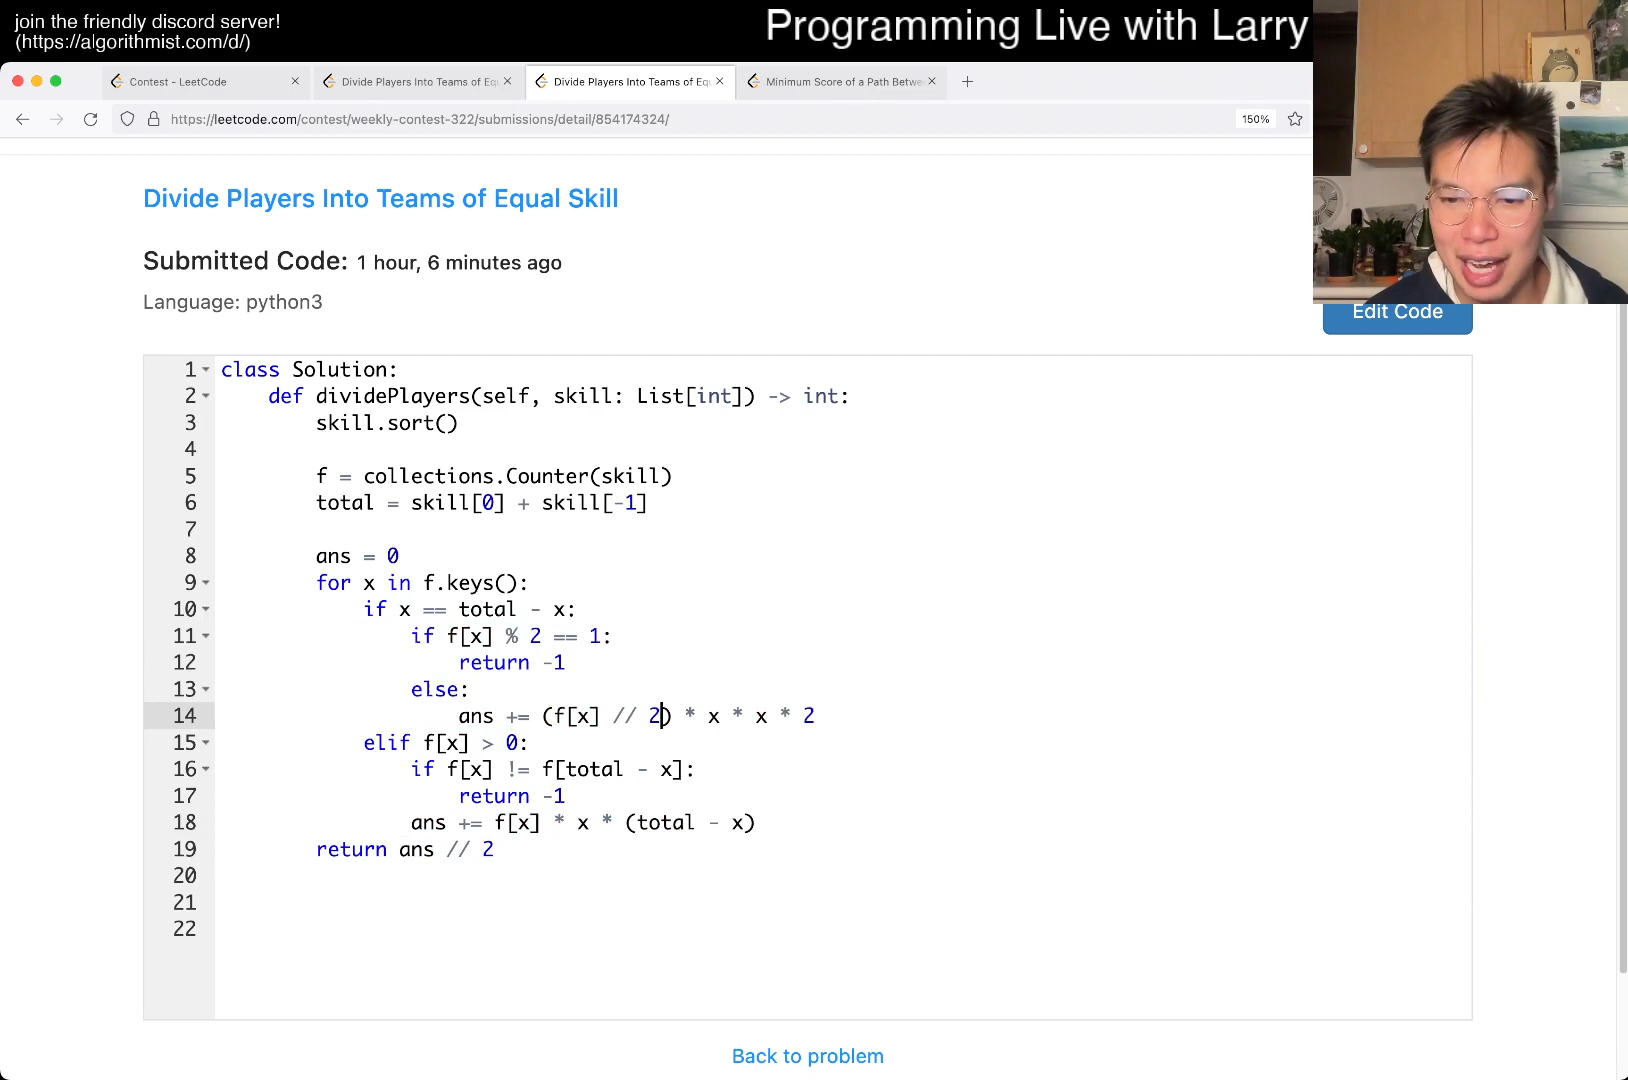 join the friendly discord server!
(https://algorithmist.com/d/)
Programming Live with Larry
Contest - LeetCode
Divide Players Into Teams of Equ
Divide Players Into Teams of Equ
Minimum Score of a Path Betwe
https://leetcode.com/contest/weekly-contest-322/submissions/detail/854174324/
150%
Divide Players Into Teams of Equal Skill
Submitted Code: 1 hour, 6 minutes ago
Language: python3
Edit Code
1 class Solution:
2 def dividePlayers(self, skill: List[int]) -> int:
3 skill.sort()
4
5 f = collections.Counter(skill)
6 total = skill[0] + skill[-1]
7
8 ans = 0
9 for x in f.keys():
10 if x == total - x:
11 if f[x] % 2 == 1:
12 return -1
13 else:
14 ans += (f[x] // 2) * x * x * 2
15 elif f[x] > 0:
16 if f[x] != f[total - x]:
17 return -1
18 ans += f[x] * x * (total - x)
19 return ans // 2
20
21
22
Back to problem